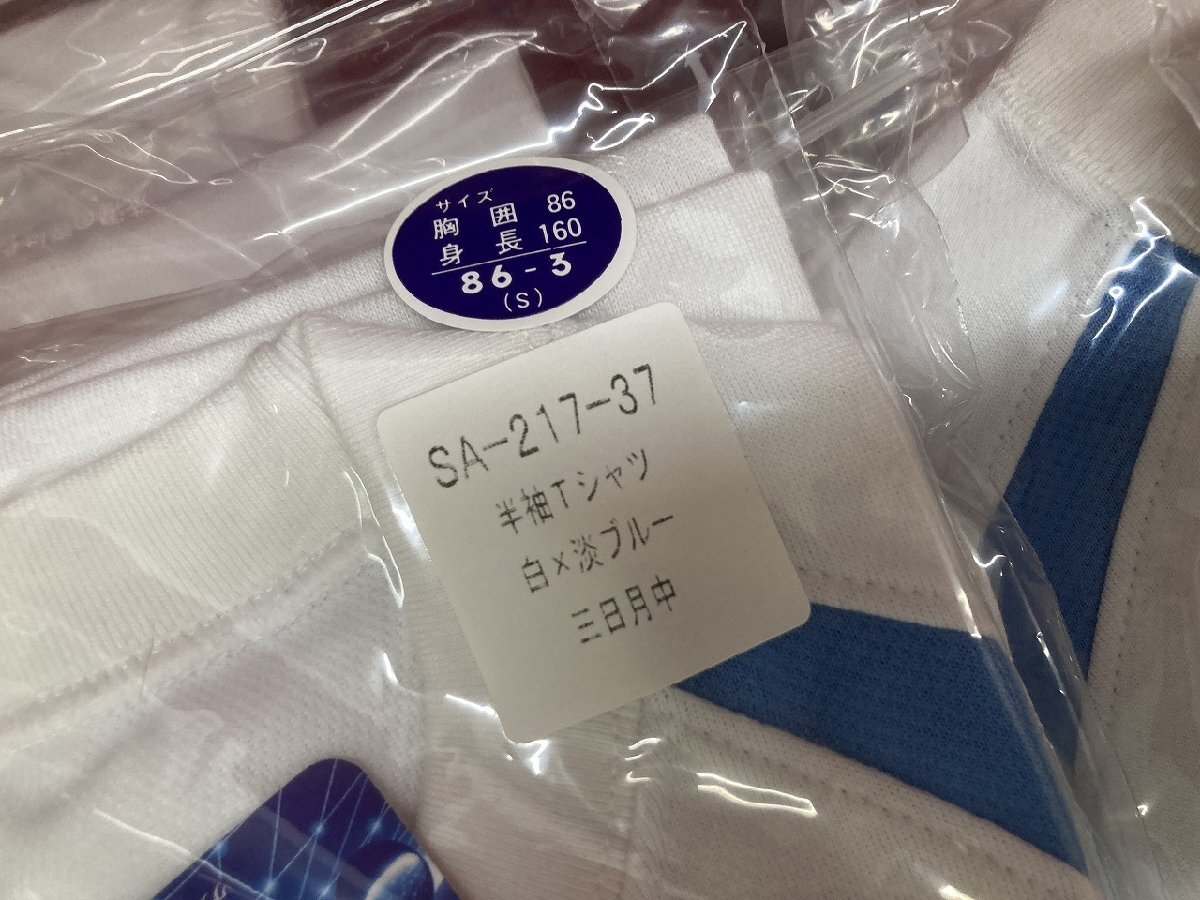 サイズ
胸囲 86
身長 160
86-3
(S)
SA-217-37
半袖Tシャツ
白×淡ブルー
三日月中